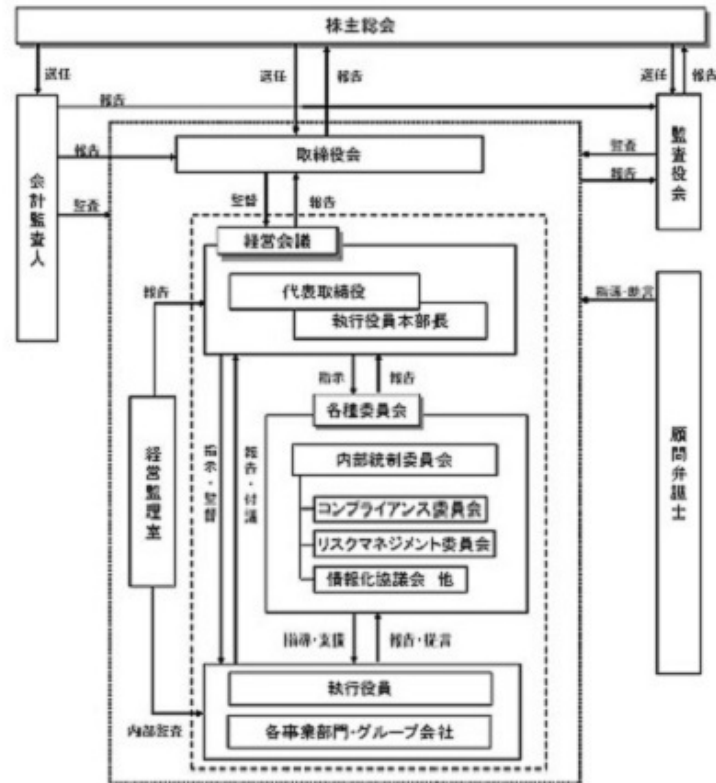 株主総会
選任
選任
報告
選任
報告
報告
会計監査人
報告
監査
取締役会
監督
報告
監査役会
監査
報告
経営会議
代表取締役
執行役員本部長
報告
指示
報告
指導・助言
顧問弁護士
各種委員会
内部統制委員会
コンプライアンス委員会
リスクマネジメント委員会
情報化協議会 他
経営監理室
指示・監督
報告・付議
指導・支援
報告・提言
執行役員
各事業部門・グループ会社
内部監査